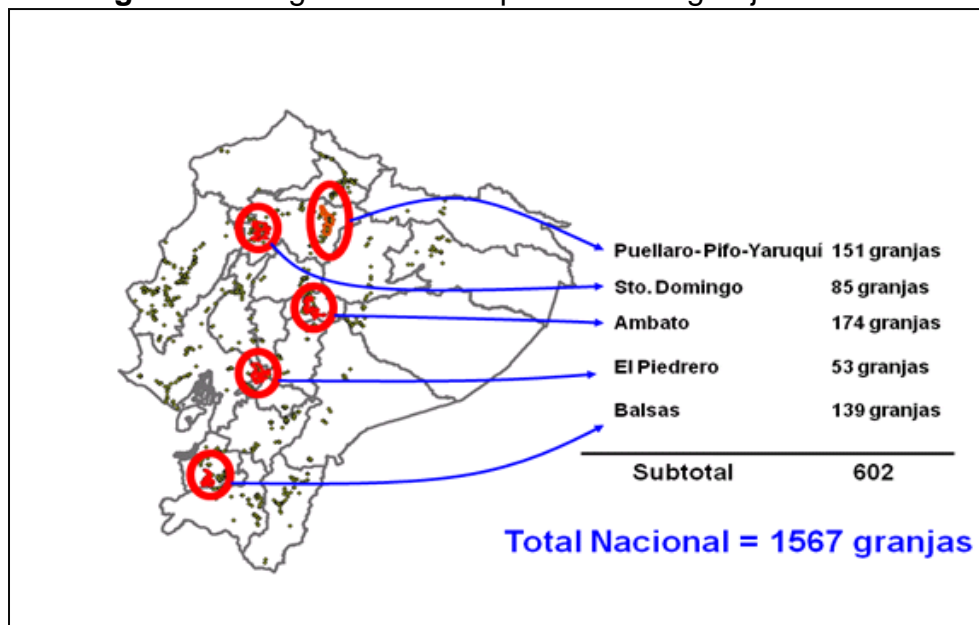 Puellaro-Pifo-Yaruquí 151 granjas
Sto. Domingo 85 granjas
Ambato 174 granjas
El Piedrero 53 granjas
Balsas 139 granjas
Subtotal 602
Total Nacional = 1567 granjas